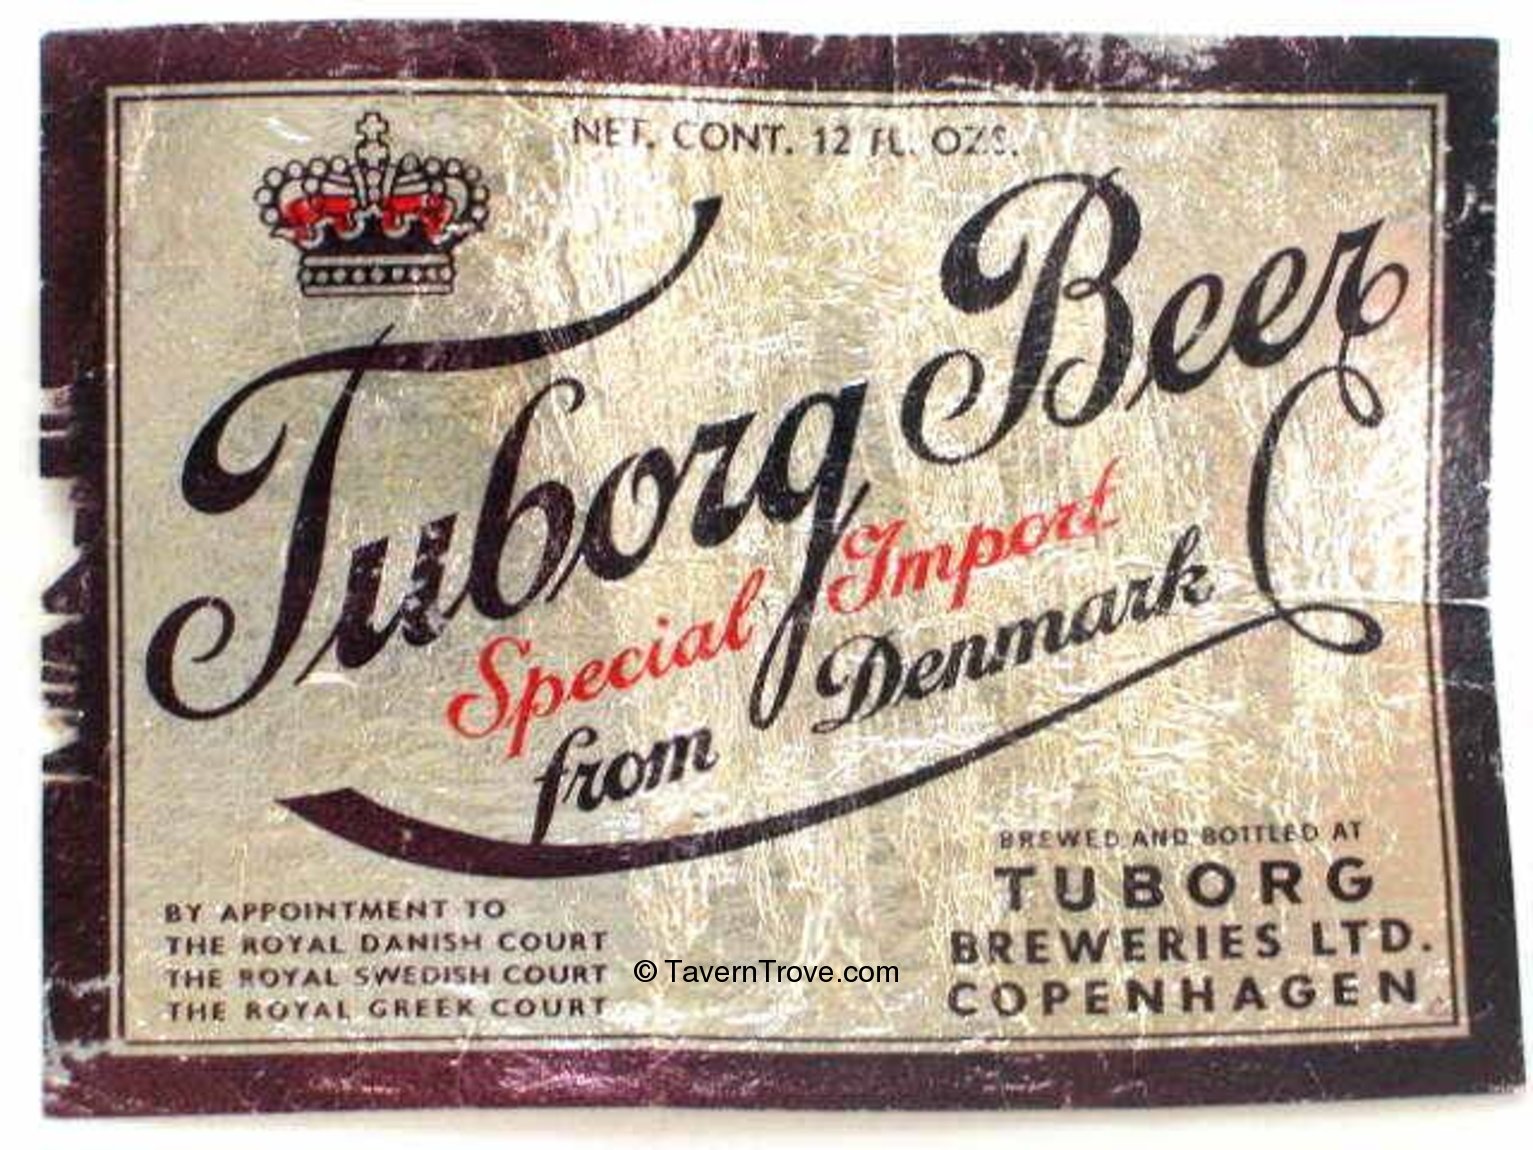 NET. CONT. 12 FL. OZS.
Tuborg Beer
Special Import
from Denmark
BREWED AND BOTTLED AT
TUBORG
BREWERIES LTD.
COPENHAGEN
BY APPOINTMENT TO
THE ROYAL DANISH COURT
THE ROYAL SWEDISH COURT
THE ROYAL GREEK COURT
© TavernTrove.com